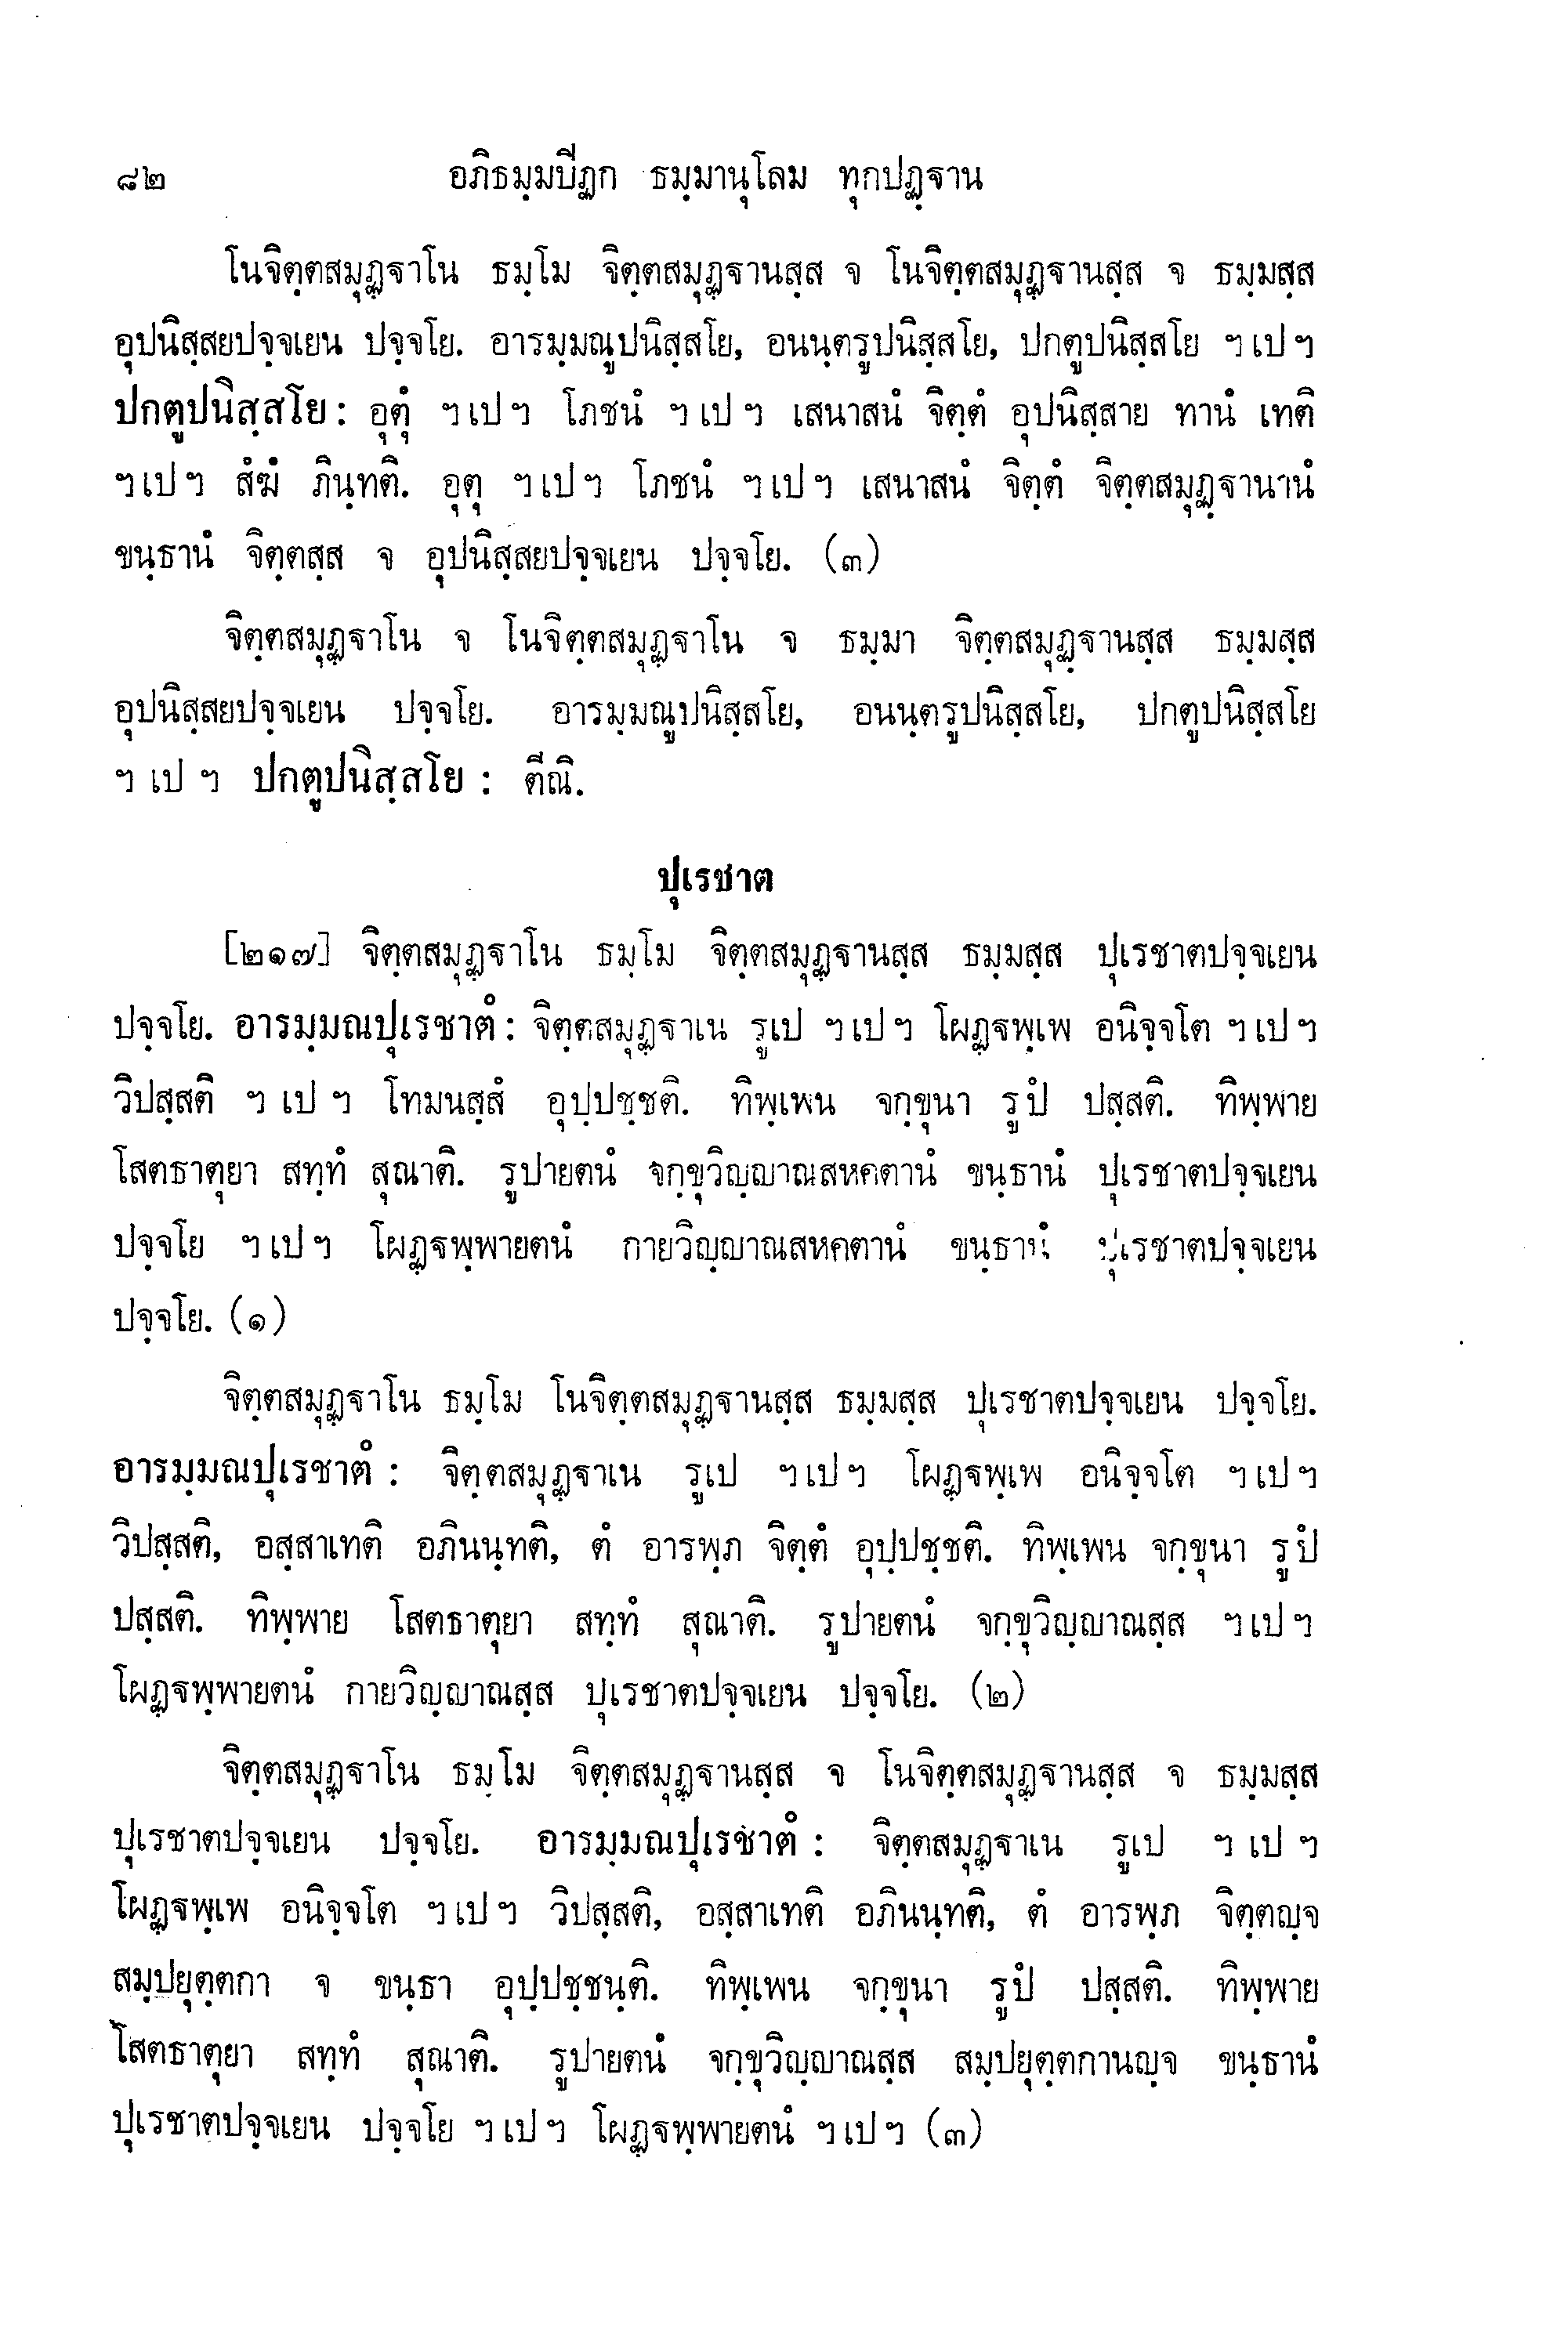 ๘๒ อภิธมฺมปีฏก ธมฺมานุโลม ทุกปฏฺฐาน
โนจิตฺตสมุฏฺฐาโน ธมฺโม จิตฺตสมุฏฺฐานสฺส จ โนจิตฺตสมุฏฺฐานสฺส จ ธมฺมสฺส
อุปนิสฺสยปจฺจเยน ปจฺจโย. อารมฺมณูปนิสฺสโย, อนนฺตรูปนิสฺสโย, ปกตูปนิสฺสโย ฯ เป ฯ
ปกตูปนิสฺสโย : อุตุํ ฯ เป ฯ โภชนํ ฯ เป ฯ เสนาสนํ จิตฺตํ อุปนิสฺสาย ทานํ เทติ
ฯ เป ฯ สํฆํ ภินฺทติ. อุตุ ฯ เป ฯ โภชนํ ฯ เป ฯ เสนาสนํ จิตฺตํ จิตฺตสมุฏฺฐานานํ
ขนฺธานํ จิตฺตสฺส จ อุปนิสฺสยปจฺจเยน ปจฺจโย. (๓)
จิตฺตสมุฏฺฐาโน จ โนจิตฺตสมุฏฺฐาโน จ ธมฺมา จิตฺตสมุฏฺฐานสฺส ธมฺมสฺส
อุปนิสฺสยปจฺจเยน ปจฺจโย. อารมฺมณูปนิสฺสโย, อนนฺตรูปนิสฺสโย, ปกตูปนิสฺสโย
ฯ เป ฯ ปกตูปนิสฺสโย : ตีณิ.
ปุเรชาต
[๒๑๗] จิตฺตสมุฏฺฐาโน ธมฺโม จิตฺตสมุฏฺฐานสฺส ธมฺมสฺส ปุเรชาตปจฺจเยน
ปจฺจโย. อารมฺมณปุเรชาตํ : จิตฺตสมุฏฺฐาเน รูเป ฯ เป ฯ โผฏฺฐพฺเพ อนิจฺจโต ฯ เป ฯ
วิปสฺสติ ฯ เป ฯ โทมนสฺสํ อุปฺปชฺชติ. ทิพฺเพน จกฺขุนา รูปํ ปสฺสติ. ทิพฺพาย
โสตธาตุยา สทฺทํ สุณาติ. รูปายตนํ จกฺขุวิญฺญาณสหคตานํ ขนฺธานํ ปุเรชาตปจฺจเยน
ปจฺจโย ฯ เป ฯ โผฏฺฐพฺพายตนํ กายวิญฺญาณสหคตานํ ขนฺธานํ ปุเรชาตปจฺจเยน
ปจฺจโย. (๑)
จิตฺตสมุฏฺฐาโน ธมฺโม โนจิตฺตสมุฏฺฐานสฺส ธมฺมสฺส ปุเรชาตปจฺจเยน ปจฺจโย.
อารมฺมณปุเรชาตํ : จิตฺตสมุฏฺฐาเน รูเป ฯ เป ฯ โผฏฺฐพฺเพ อนิจฺจโต ฯ เป ฯ
วิปสฺสติ, อสฺสาเทติ อภินนฺทติ, ตํ อารพฺภ จิตฺตํ อุปฺปชฺชติ. ทิพฺเพน จกฺขุนา รูปํ
ปสฺสติ. ทิพฺพาย โสตธาตุยา สทฺทํ สุณาติ. รูปายตนํ จกฺขุวิญฺญาณสฺส ฯ เป ฯ
โผฏฺฐพฺพายตนํ กายวิญฺญาณสฺส ปุเรชาตปจฺจเยน ปจฺจโย. (๒)
จิตฺตสมุฏฺฐาโน ธมฺโม จิตฺตสมุฏฺฐานสฺส จ โนจิตฺตสมุฏฺฐานสฺส จ ธมฺมสฺส
ปุเรชาตปจฺจเยน ปจฺจโย. อารมฺมณปุเรชาตํ : จิตฺตสมุฏฺฐาเน รูเป ฯ เป ฯ
โผฏฺฐพฺเพ อนิจฺจโต ฯ เป ฯ วิปสฺสติ, อสฺสาเทติ อภินนฺทติ, ตํ อารพฺภ จิตฺตญฺจ
สมฺปยุตฺตกา จ ขนฺธา อุปฺปชฺชนฺติ. ทิพฺเพน จกฺขุนา รูปํ ปสฺสติ. ทิพฺพาย
โสตธาตุยา สทฺทํ สุณาติ. รูปายตนํ จกฺขุวิญฺญาณสฺส สมฺปยุตฺตกานญฺจ ขนฺธานํ
ปุเรชาตปจฺจเยน ปจฺจโย ฯ เป ฯ โผฏฺฐพฺพายตนํ ฯ เป ฯ (๓)